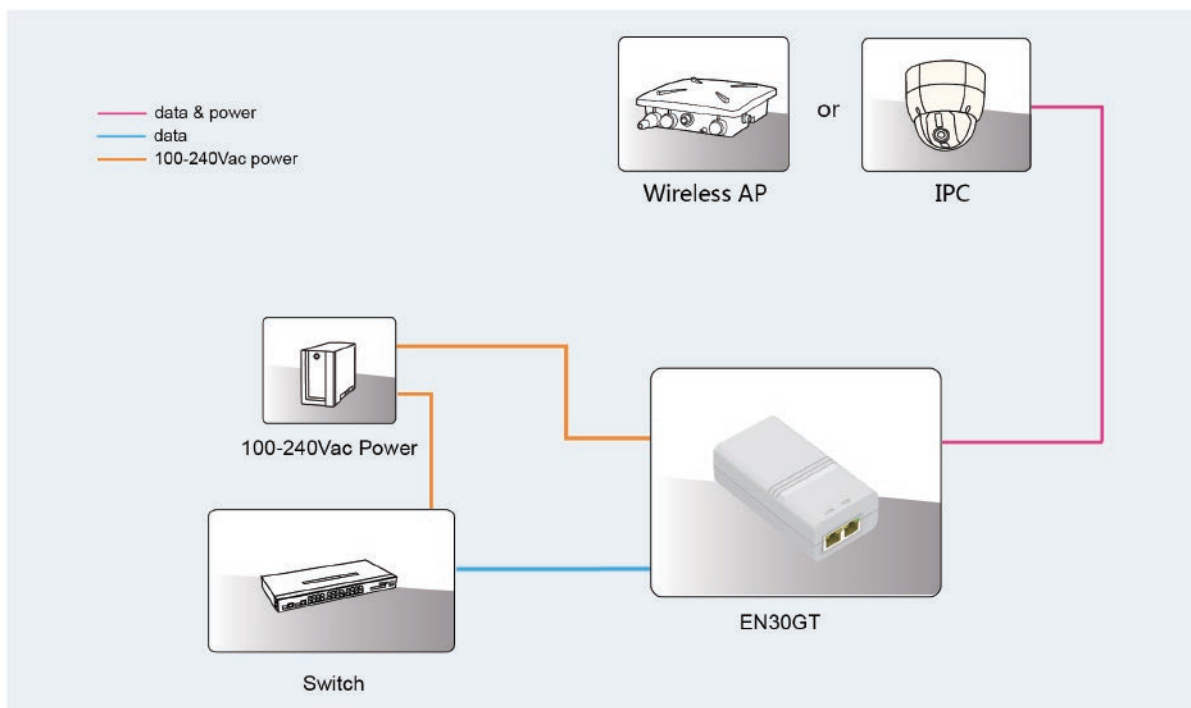 data & power
data
100-240Vac power
Wireless AP
or
IPC
100-240Vac Power
EN30GT
Switch